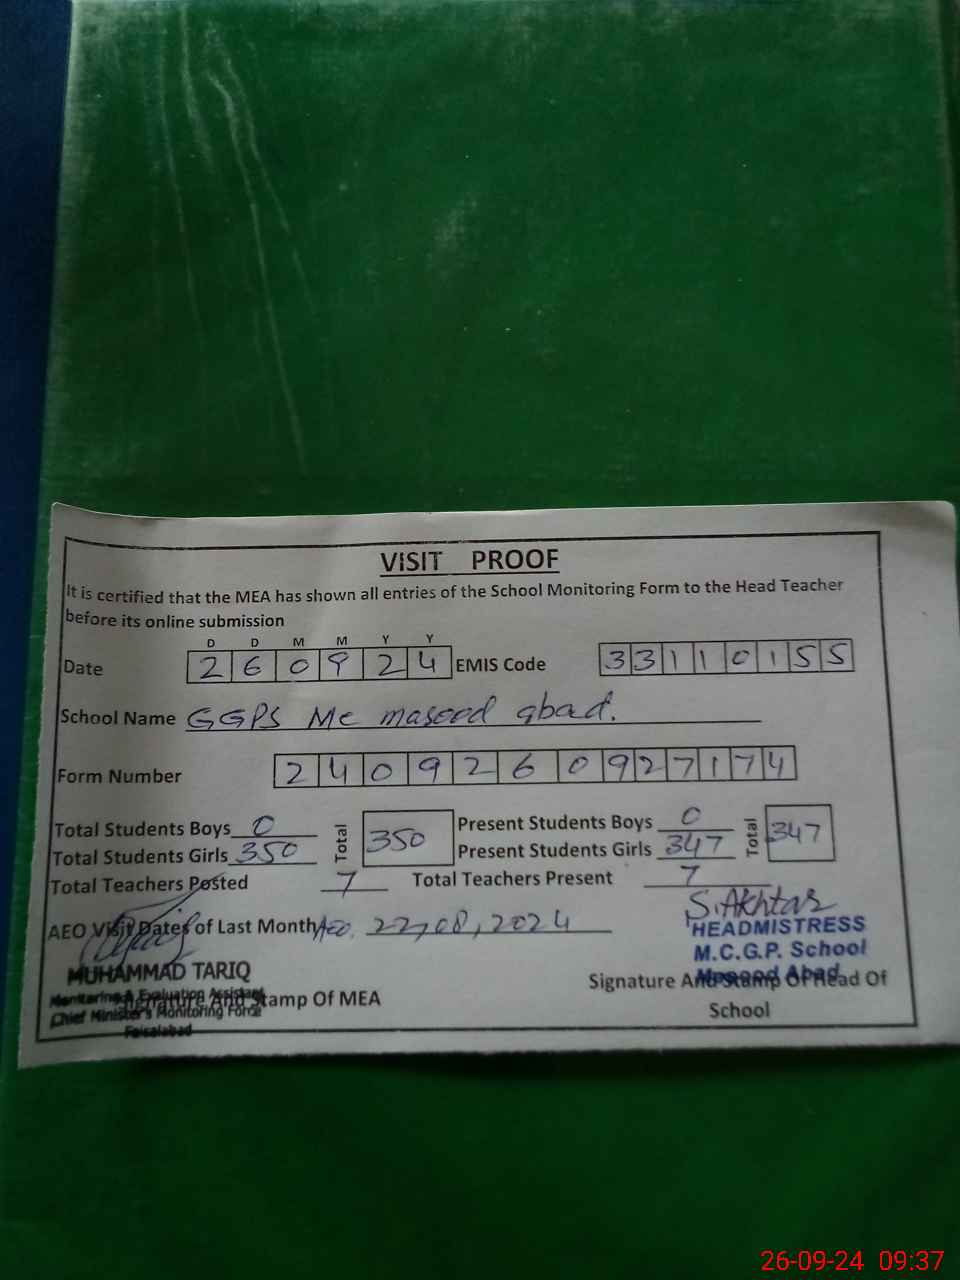 VISIT PROOF
It is certified that the MEA has shown all entries of the School Monitoring Form to the Head Teacher
before its online submission
D D M M Y Y
Date 2 6 0 9 2 4 EMIS Code 3 3 1 1 0 1 5 5
School Name GGPS Mc masood abad.
Form Number 2 4 0 9 2 6 0 9 2 7 1 7 4
Total Students Boys 0 Total 350 Present Students Boys 0 Total 347
Total Students Girls 350 Present Students Girls 347
Total Teachers Posted 7 Total Teachers Present 7
AEO Visit Dates of Last Month AEO. 22,08,2024
S.Akhtar
HEADMISTRESS
M.C.G.P. School
Masood Abad
MUHAMMAD TARIQ
Monitoring & Evaluation Assistant
Chief Minister's Monitoring Force
Faisalabad
Signature And Stamp Of MEA
Signature And Stamp Of Head Of
School
26-09-24 09:37